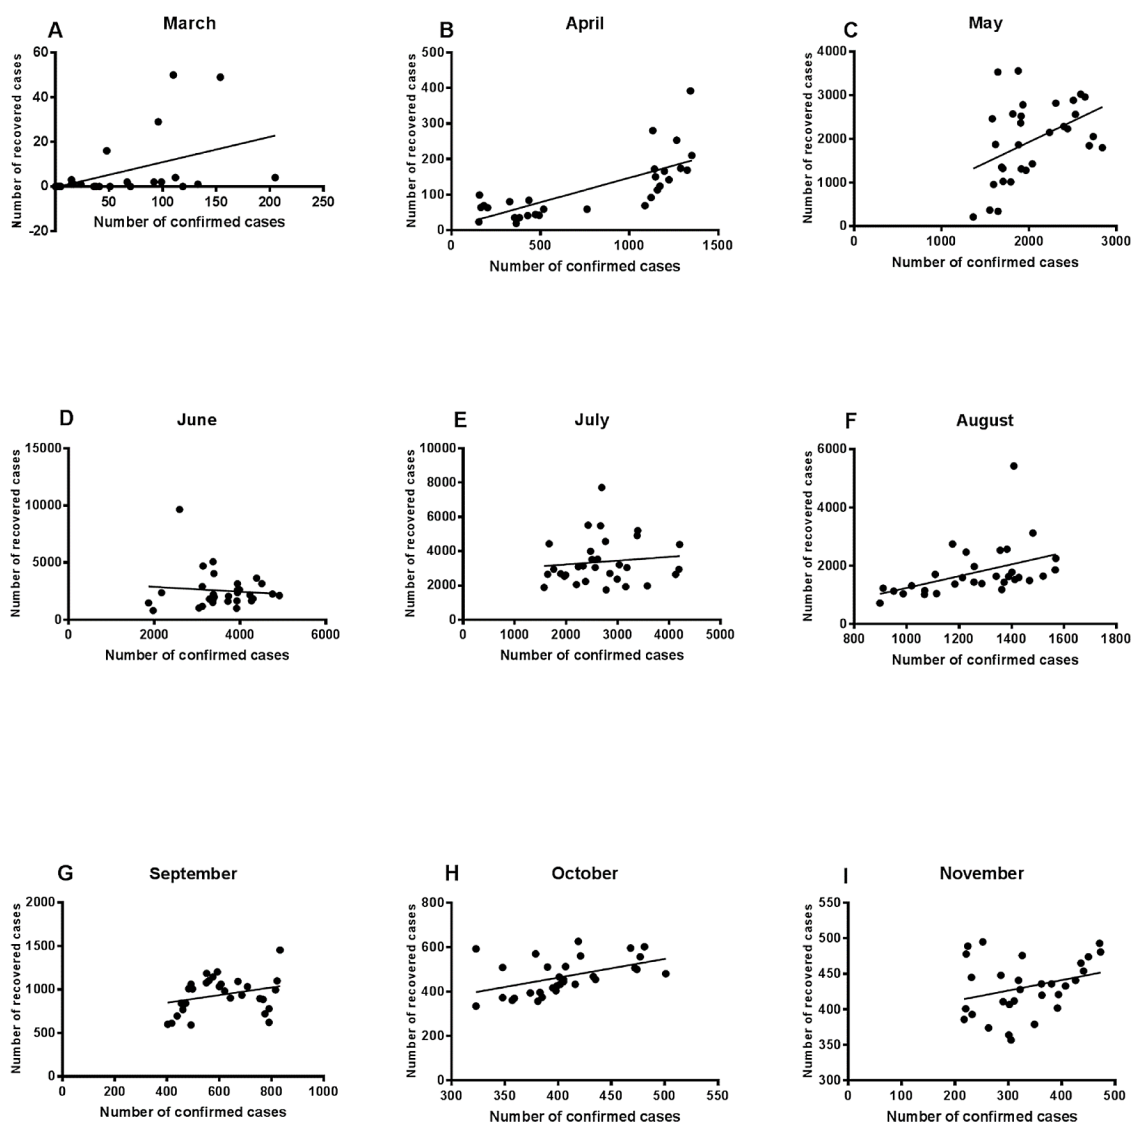 A March
Number of recovered cases
60
40
20
0
-20
50 100 150 200 250
Number of confirmed cases
B April
Number of recovered cases
500
400
300
200
100
0
0 500 1000 1500
Number of confirmed cases
C May
Number of recovered cases
4000
3000
2000
1000
0
0 1000 2000 3000
Number of confirmed cases
D June
Number of recovered cases
15000
10000
5000
0
0 2000 4000 6000
Number of confirmed cases
E July
Number of recovered cases
10000
8000
6000
4000
2000
0
0 1000 2000 3000 4000 5000
Number of confirmed cases
F August
Number of recovered cases
6000
4000
2000
0
800 1000 1200 1400 1600 1800
Number of confirmed cases
G September
Number of recovered cases
2000
1500
1000
500
0
0 200 400 600 800 1000
Number of confirmed cases
H October
Number of recovered cases
800
600
400
200
0
300 350 400 450 500 550
Number of confirmed cases
I November
Number of recovered cases
550
500
450
400
350
300
0 100 200 300 400 500
Number of confirmed cases